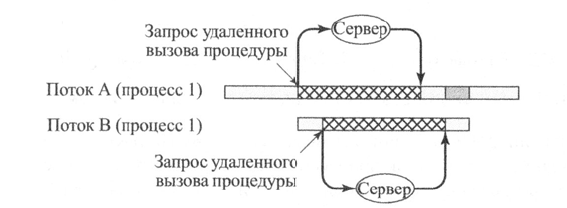 Запрос удаленного
вызова процедуры
Сервер
Поток А (процесс 1)
Поток В (процесс 1)
Запрос удаленного
вызова процедуры
Сервер